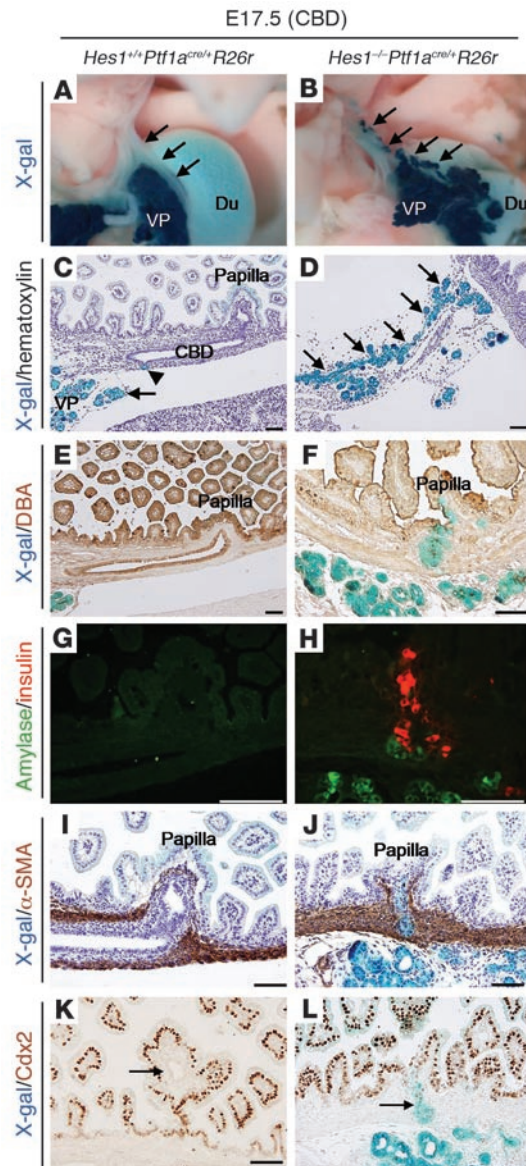 E17.5 (CBD)
Hes1+/+Ptf1acre/+R26r
Hes1–/–Ptf1acre/+R26r
X-gal
A
VP
Du
B
VP
Du
X-gal/hematoxylin
C
Papilla
CBD
VP
D
X-gal/DBA
E
Papilla
F
Papilla
Amylase/insulin
G
H
X-gal/α-SMA
I
Papilla
J
Papilla
X-gal/Cdx2
K
L